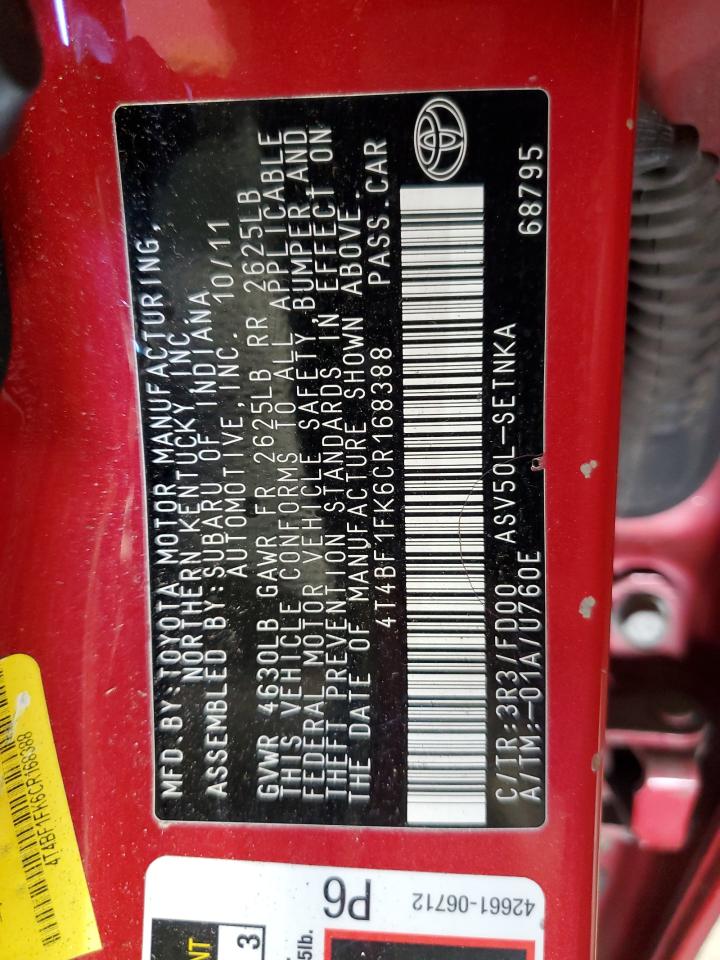 MFD.BY:TOYOTA MOTOR MANUFACTURING,
NORTHERN KENTUCKY INC.
ASSEMBLED BY:SUBARU OF INDIANA
AUTOMOTIVE, INC. 10/11
GVWR 4630LB GAWR FR 2625LB RR 2625LB
THIS VEHICLE CONFORMS TO ALL APPLICABLE
FEDERAL MOTOR VEHICLE SAFETY, BUMPER AND
THEFT PREVENTION STANDARDS IN EFFECT ON
THE DATE OF MANUFACTURE SHOWN ABOVE.
4T4BF1FK6CR168388 PASS.CAR
C/TR:3R3/FD00 ASV50L-SETNKA 68795
A/TM:-01A/U760E
4T4BF1FK6CR168388
P6
42661-06712
NT
3
5lb.